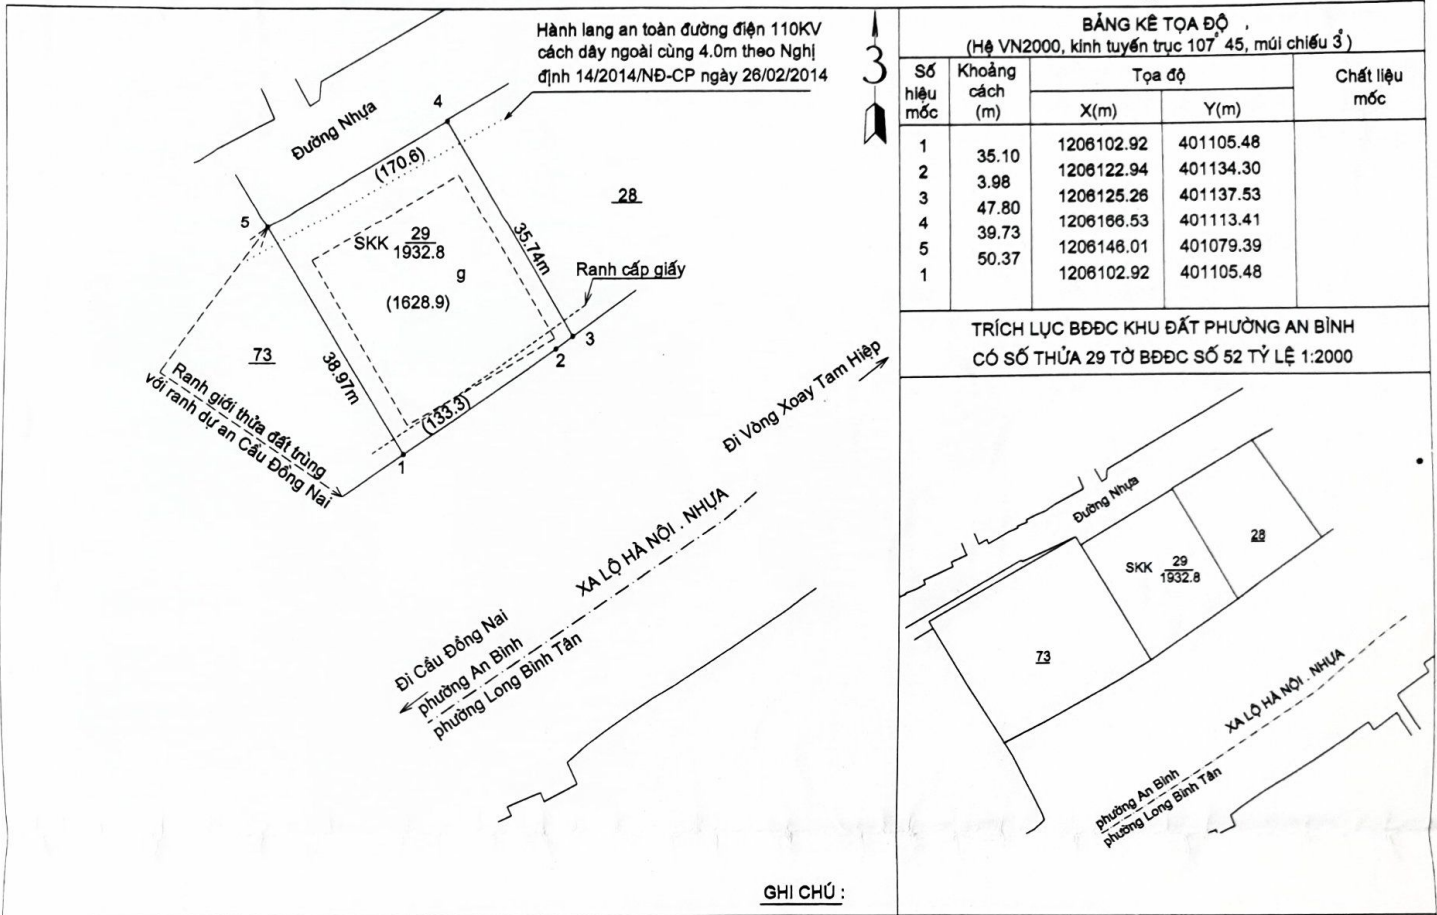 Hành lang an toàn đường điện 110KV
cách dây ngoài cùng 4.0m theo Nghị
định 14/2014/NĐ-CP ngày 26/02/2014
3
4
Đường Nhựa
(170.6)
28
5
SKK 29
1932.8
g
(1628.9)
35.74m
Ranh cấp giấy
73
38.97m
3
2
(133.3)
1
Ranh giới thửa đất trùng
với ranh dự an Cầu Đồng Nai
Đi Vòng Xoay Tam Hiệp
XA LỘ HÀ NỘI . NHỰA
Đi Cầu Đồng Nai
phường An Bình
phường Long Bình Tân
GHI CHÚ :
BẢNG KÊ TỌA ĐỘ
(Hệ VN2000, kinh tuyến trục 107° 45, múi chiếu 3°)
Số hiệu mốc Khoảng cách (m) Tọa độ Chất liệu mốc
X(m) Y(m)
1 1206102.92 401105.48
35.10
2 1206122.94 401134.30
3.98
3 1206125.26 401137.53
47.80
4 1206166.53 401113.41
39.73
5 1206146.01 401079.39
50.37
1 1206102.92 401105.48
TRÍCH LỤC BĐĐC KHU ĐẤT PHƯỜNG AN BÌNH
CÓ SỐ THỬA 29 TỜ BĐĐC SỐ 52 TỶ LỆ 1:2000
Đường Nhựa
28
SKK 29
1932.8
73
XA LỘ HÀ NỘI . NHỰA
phường An Bình
phường Long Bình Tân